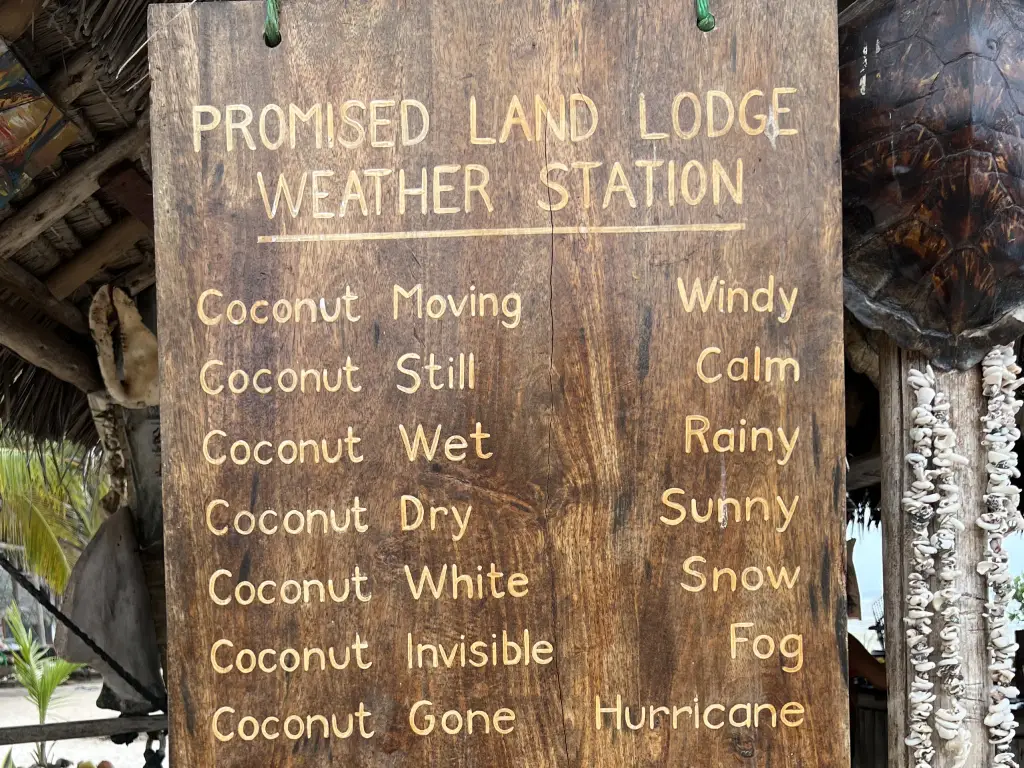 PROMISED LAND LODGE
WEATHER STATION
Coconut Moving Windy
Coconut Still Calm
Coconut Wet Rainy
Coconut Dry Sunny
Coconut White Snow
Coconut Invisible Fog
Coconut Gone Hurricane